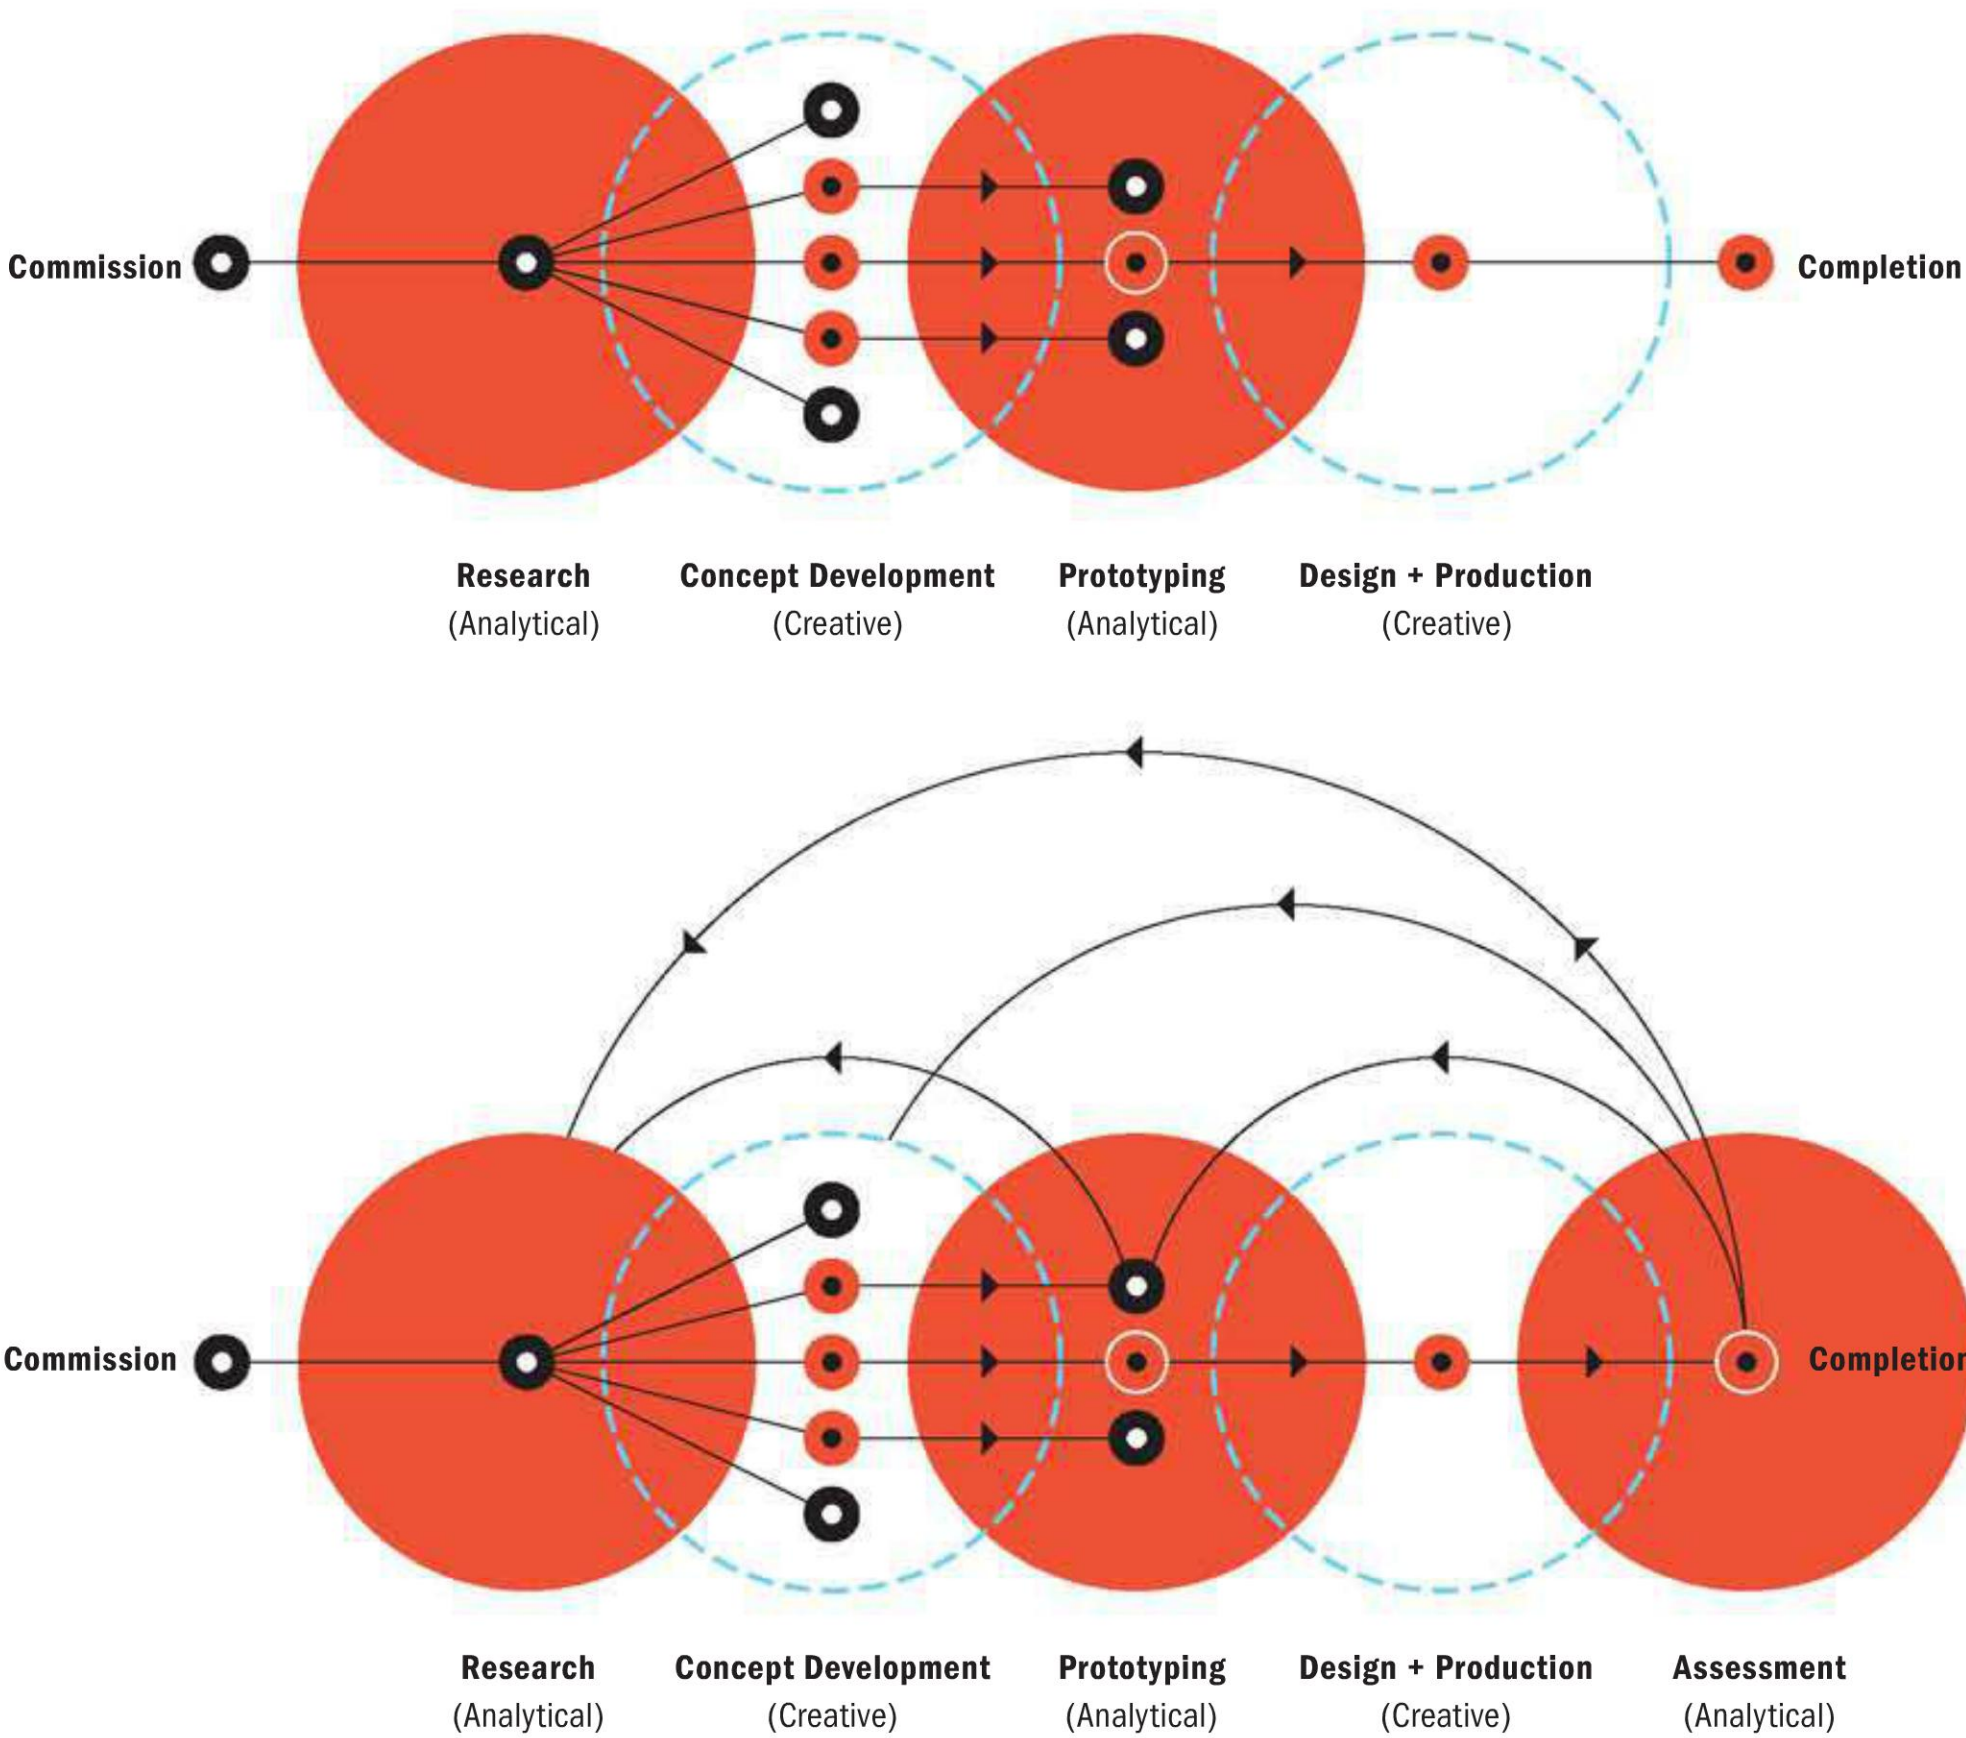 Commission
Completion
Research
(Analytical)
Concept Development
(Creative)
Prototyping
(Analytical)
Design + Production
(Creative)
Commission
Completion
Research
(Analytical)
Concept Development
(Creative)
Prototyping
(Analytical)
Design + Production
(Creative)
Assessment
(Analytical)